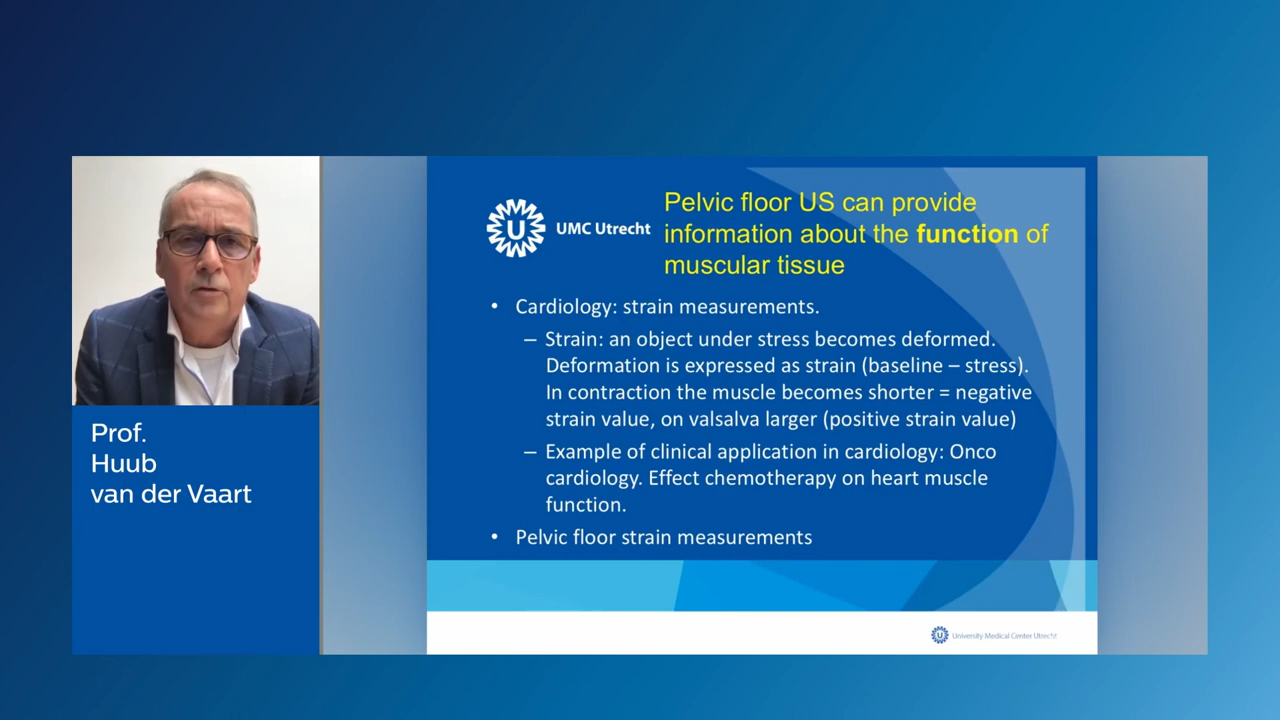 Prof.
Huub
van der Vaart
UMC Utrecht
Pelvic floor US can provide
information about the function of
muscular tissue
• Cardiology: strain measurements.
– Strain: an object under stress becomes deformed.
Deformation is expressed as strain (baseline – stress).
In contraction the muscle becomes shorter = negative
strain value, on valsalva larger (positive strain value)
– Example of clinical application in cardiology: Onco
cardiology. Effect chemotherapy on heart muscle
function.
• Pelvic floor strain measurements
University Medical Center Utrecht